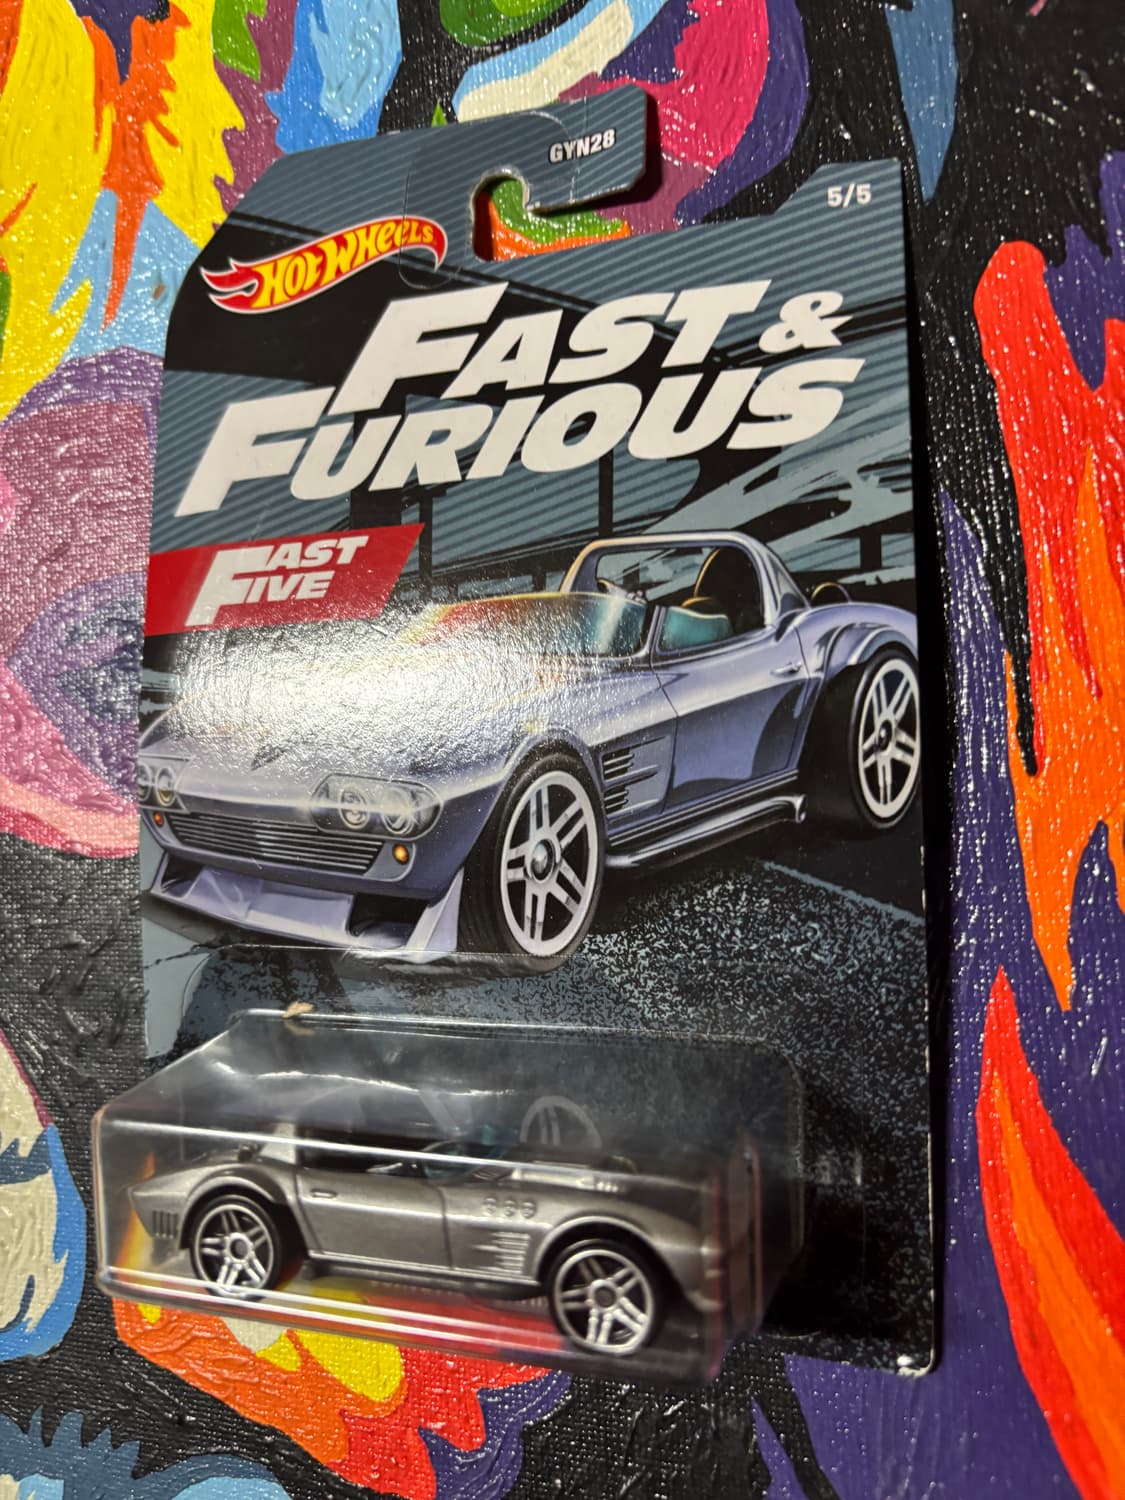 GYN28
5/5
HOT WHEELS
FAST &
FURIOUS
FAST
FIVE